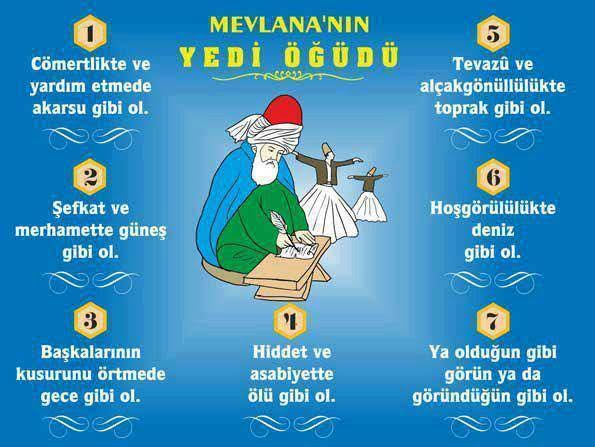 MEVLANA'NIN
YEDİ ÖĞÜDÜ
1
Cömertlikte ve
yardım etmede
akarsu gibi ol.
2
Şefkat ve
merhamette güneş
gibi ol.
3
Başkalarının
kusurunu örtmede
gece gibi ol.
4
Hiddet ve
asabiyette
ölü gibi ol.
5
Tevazû ve
alçakgönüllülükte
toprak gibi ol.
6
Hoşgörülülükte
deniz
gibi ol.
7
Ya olduğun gibi
görün ya da
göründüğün gibi ol.